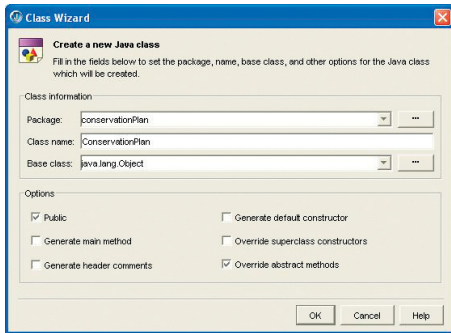 Class Wizard
Create a new Java class
Fill in the fields below to set the package, name, base class, and other options for the Java class
which will be created.
Class information
Package: conservationPlan ...
Class name: ConservationPlan
Base class: java.lang.Object ...
Options
Public Generate default constructor
Generate main method Override superclass constructors
Generate header comments Override abstract methods
OK Cancel Help